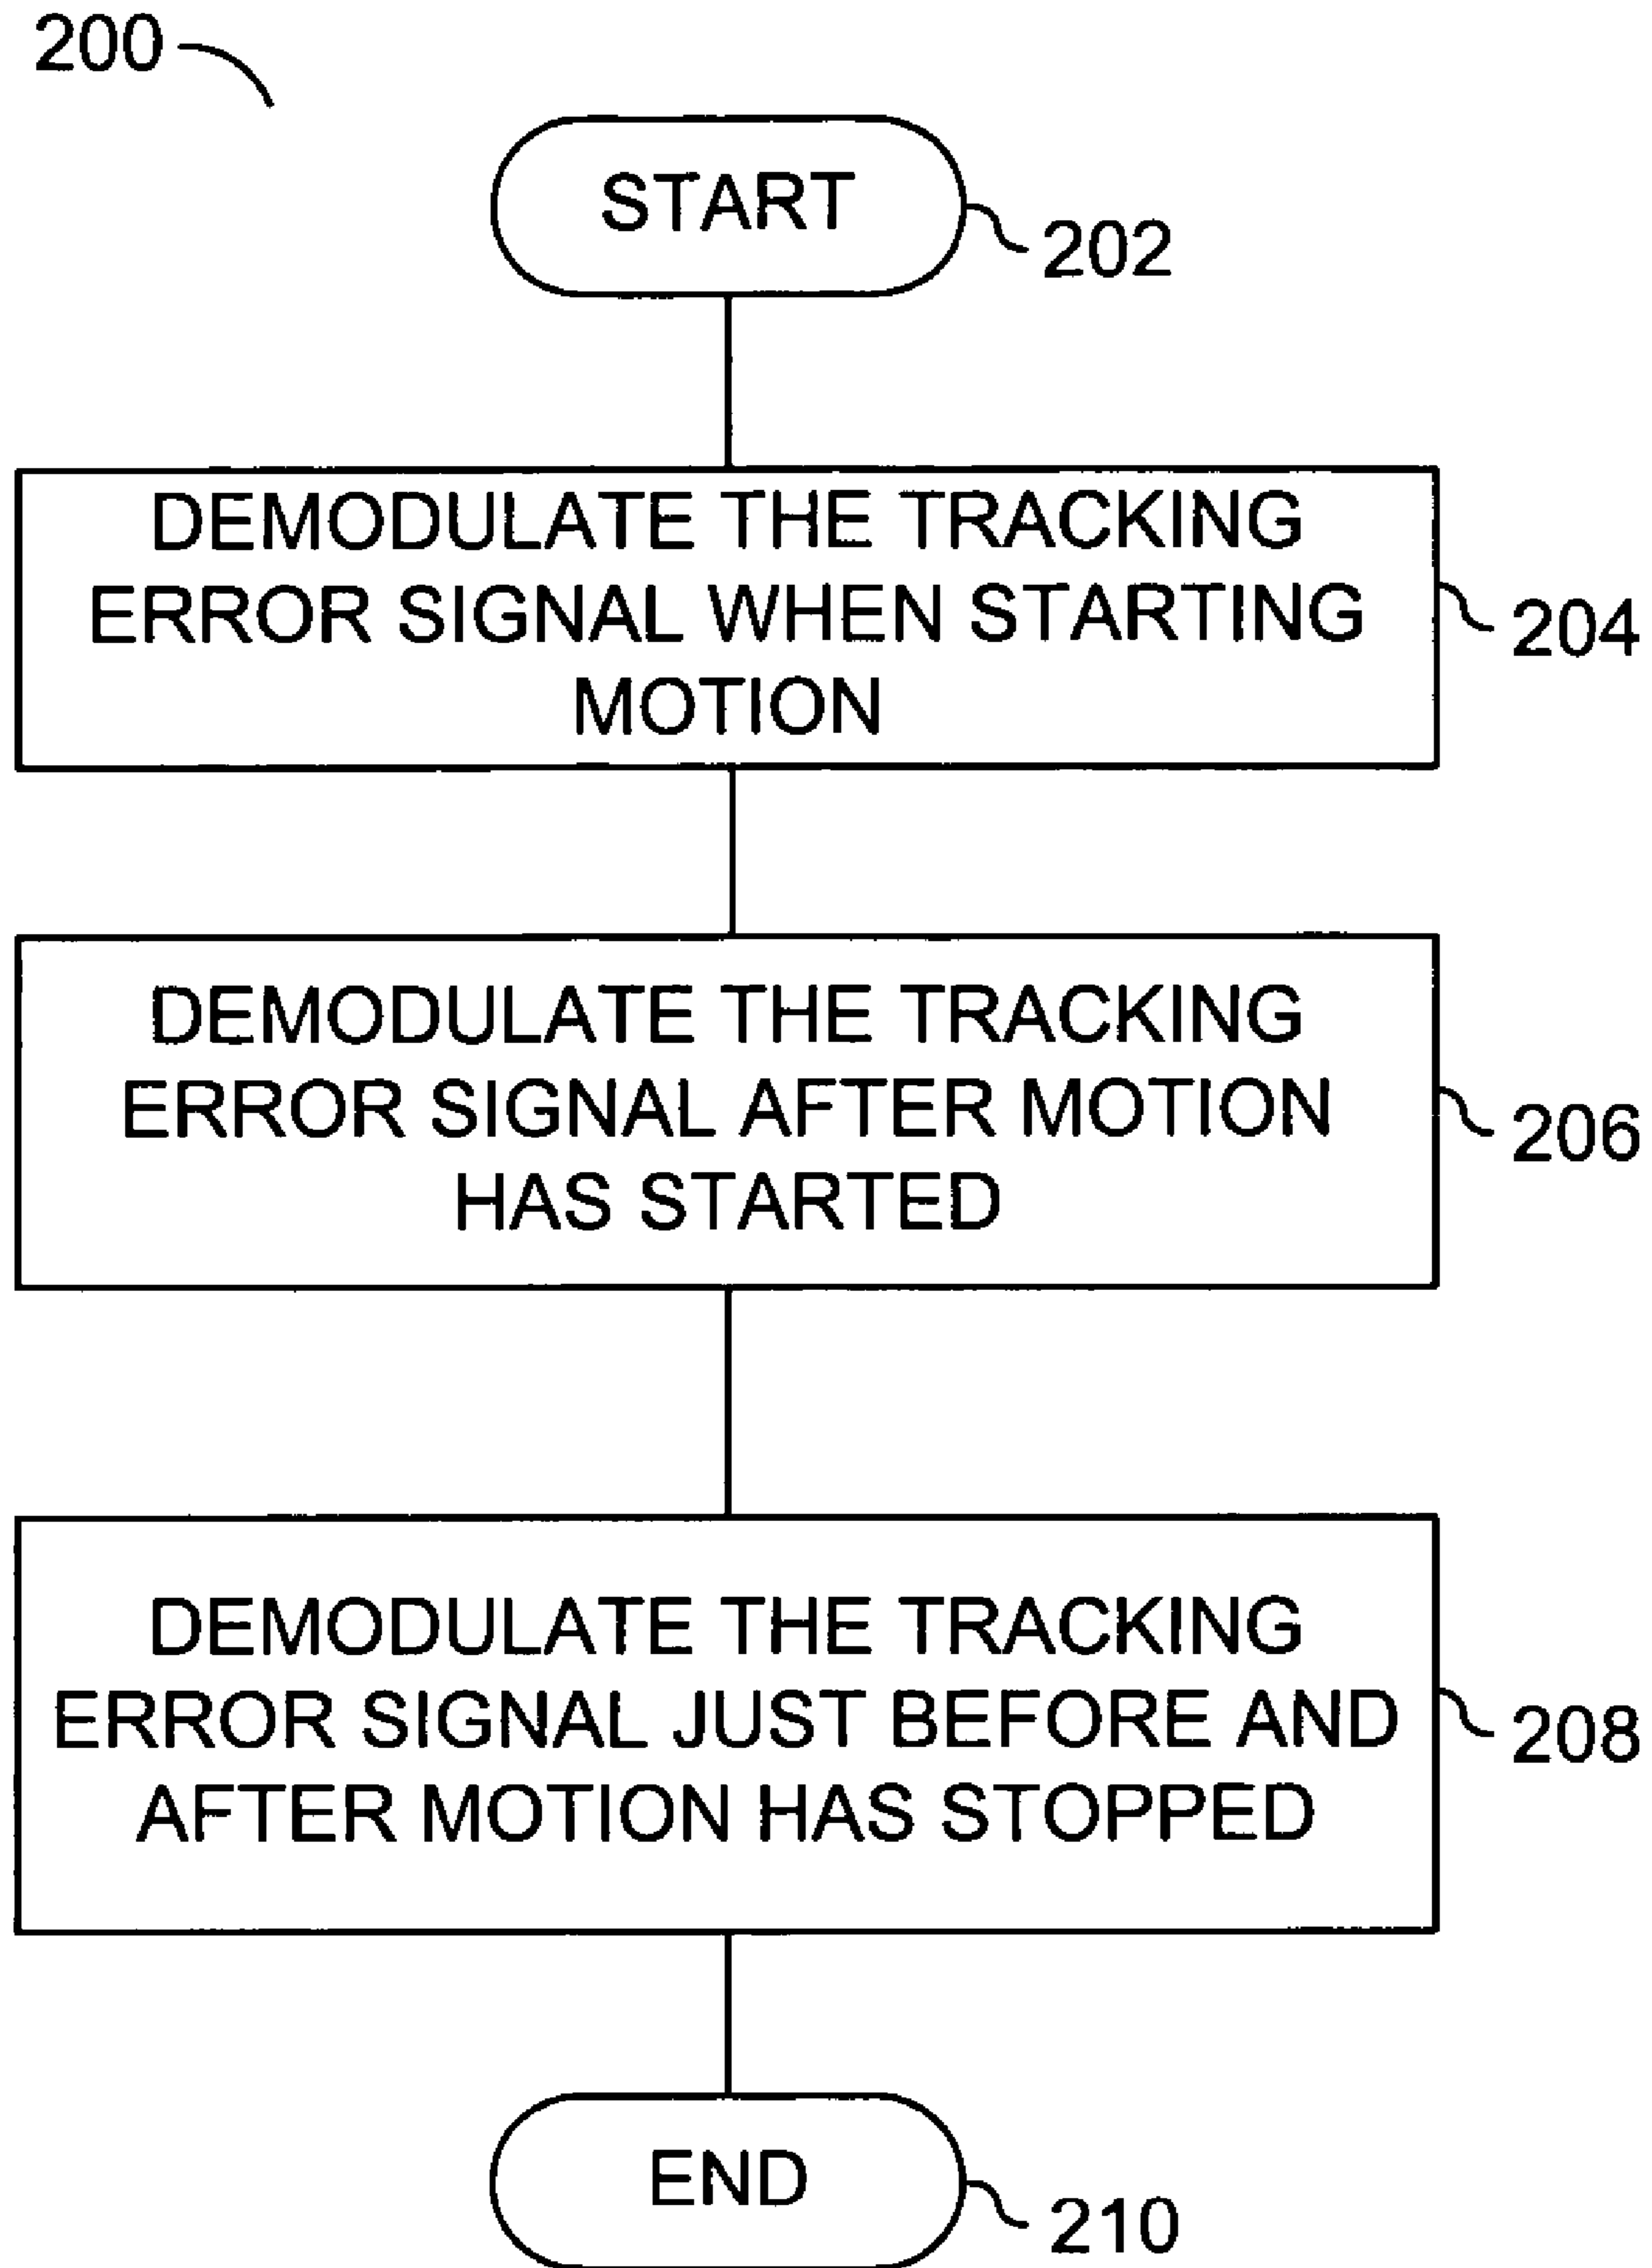 200
START
202
DEMODULATE THE TRACKING
ERROR SIGNAL WHEN STARTING
MOTION
204
DEMODULATE THE TRACKING
ERROR SIGNAL AFTER MOTION
HAS STARTED
206
DEMODULATE THE TRACKING
ERROR SIGNAL JUST BEFORE AND
AFTER MOTION HAS STOPPED
208
END
210